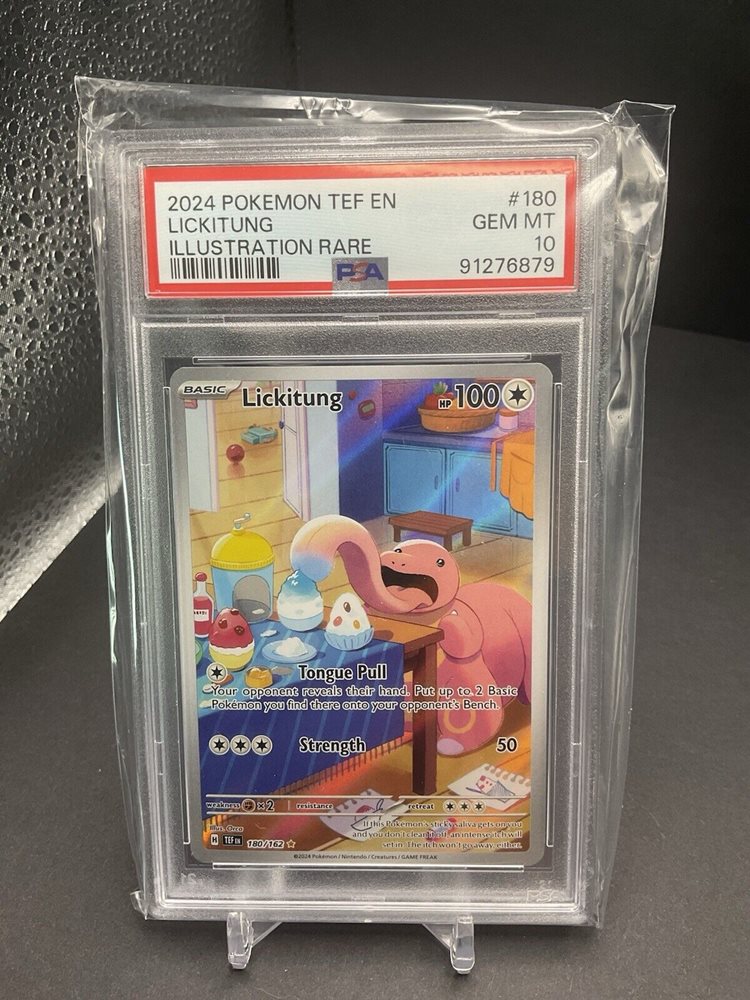 2024 POKEMON TEF EN #180
LICKITUNG GEM MT
ILLUSTRATION RARE 10
PSA 91276879
BASIC Lickitung HP 100
Tongue Pull
Your opponent reveals their hand. Put up to 2 Basic
Pokémon you find there onto your opponent's Bench.
Strength 50
weakness ×2 resistance retreat
If this Pokémon's sticky saliva gets on you
and you don't clean it off, an intense itch will
set in. The itch won't go away, either.
Illus. Orca
H TEF EN 180/162
©2024 Pokémon / Nintendo / Creatures / GAME FREAK